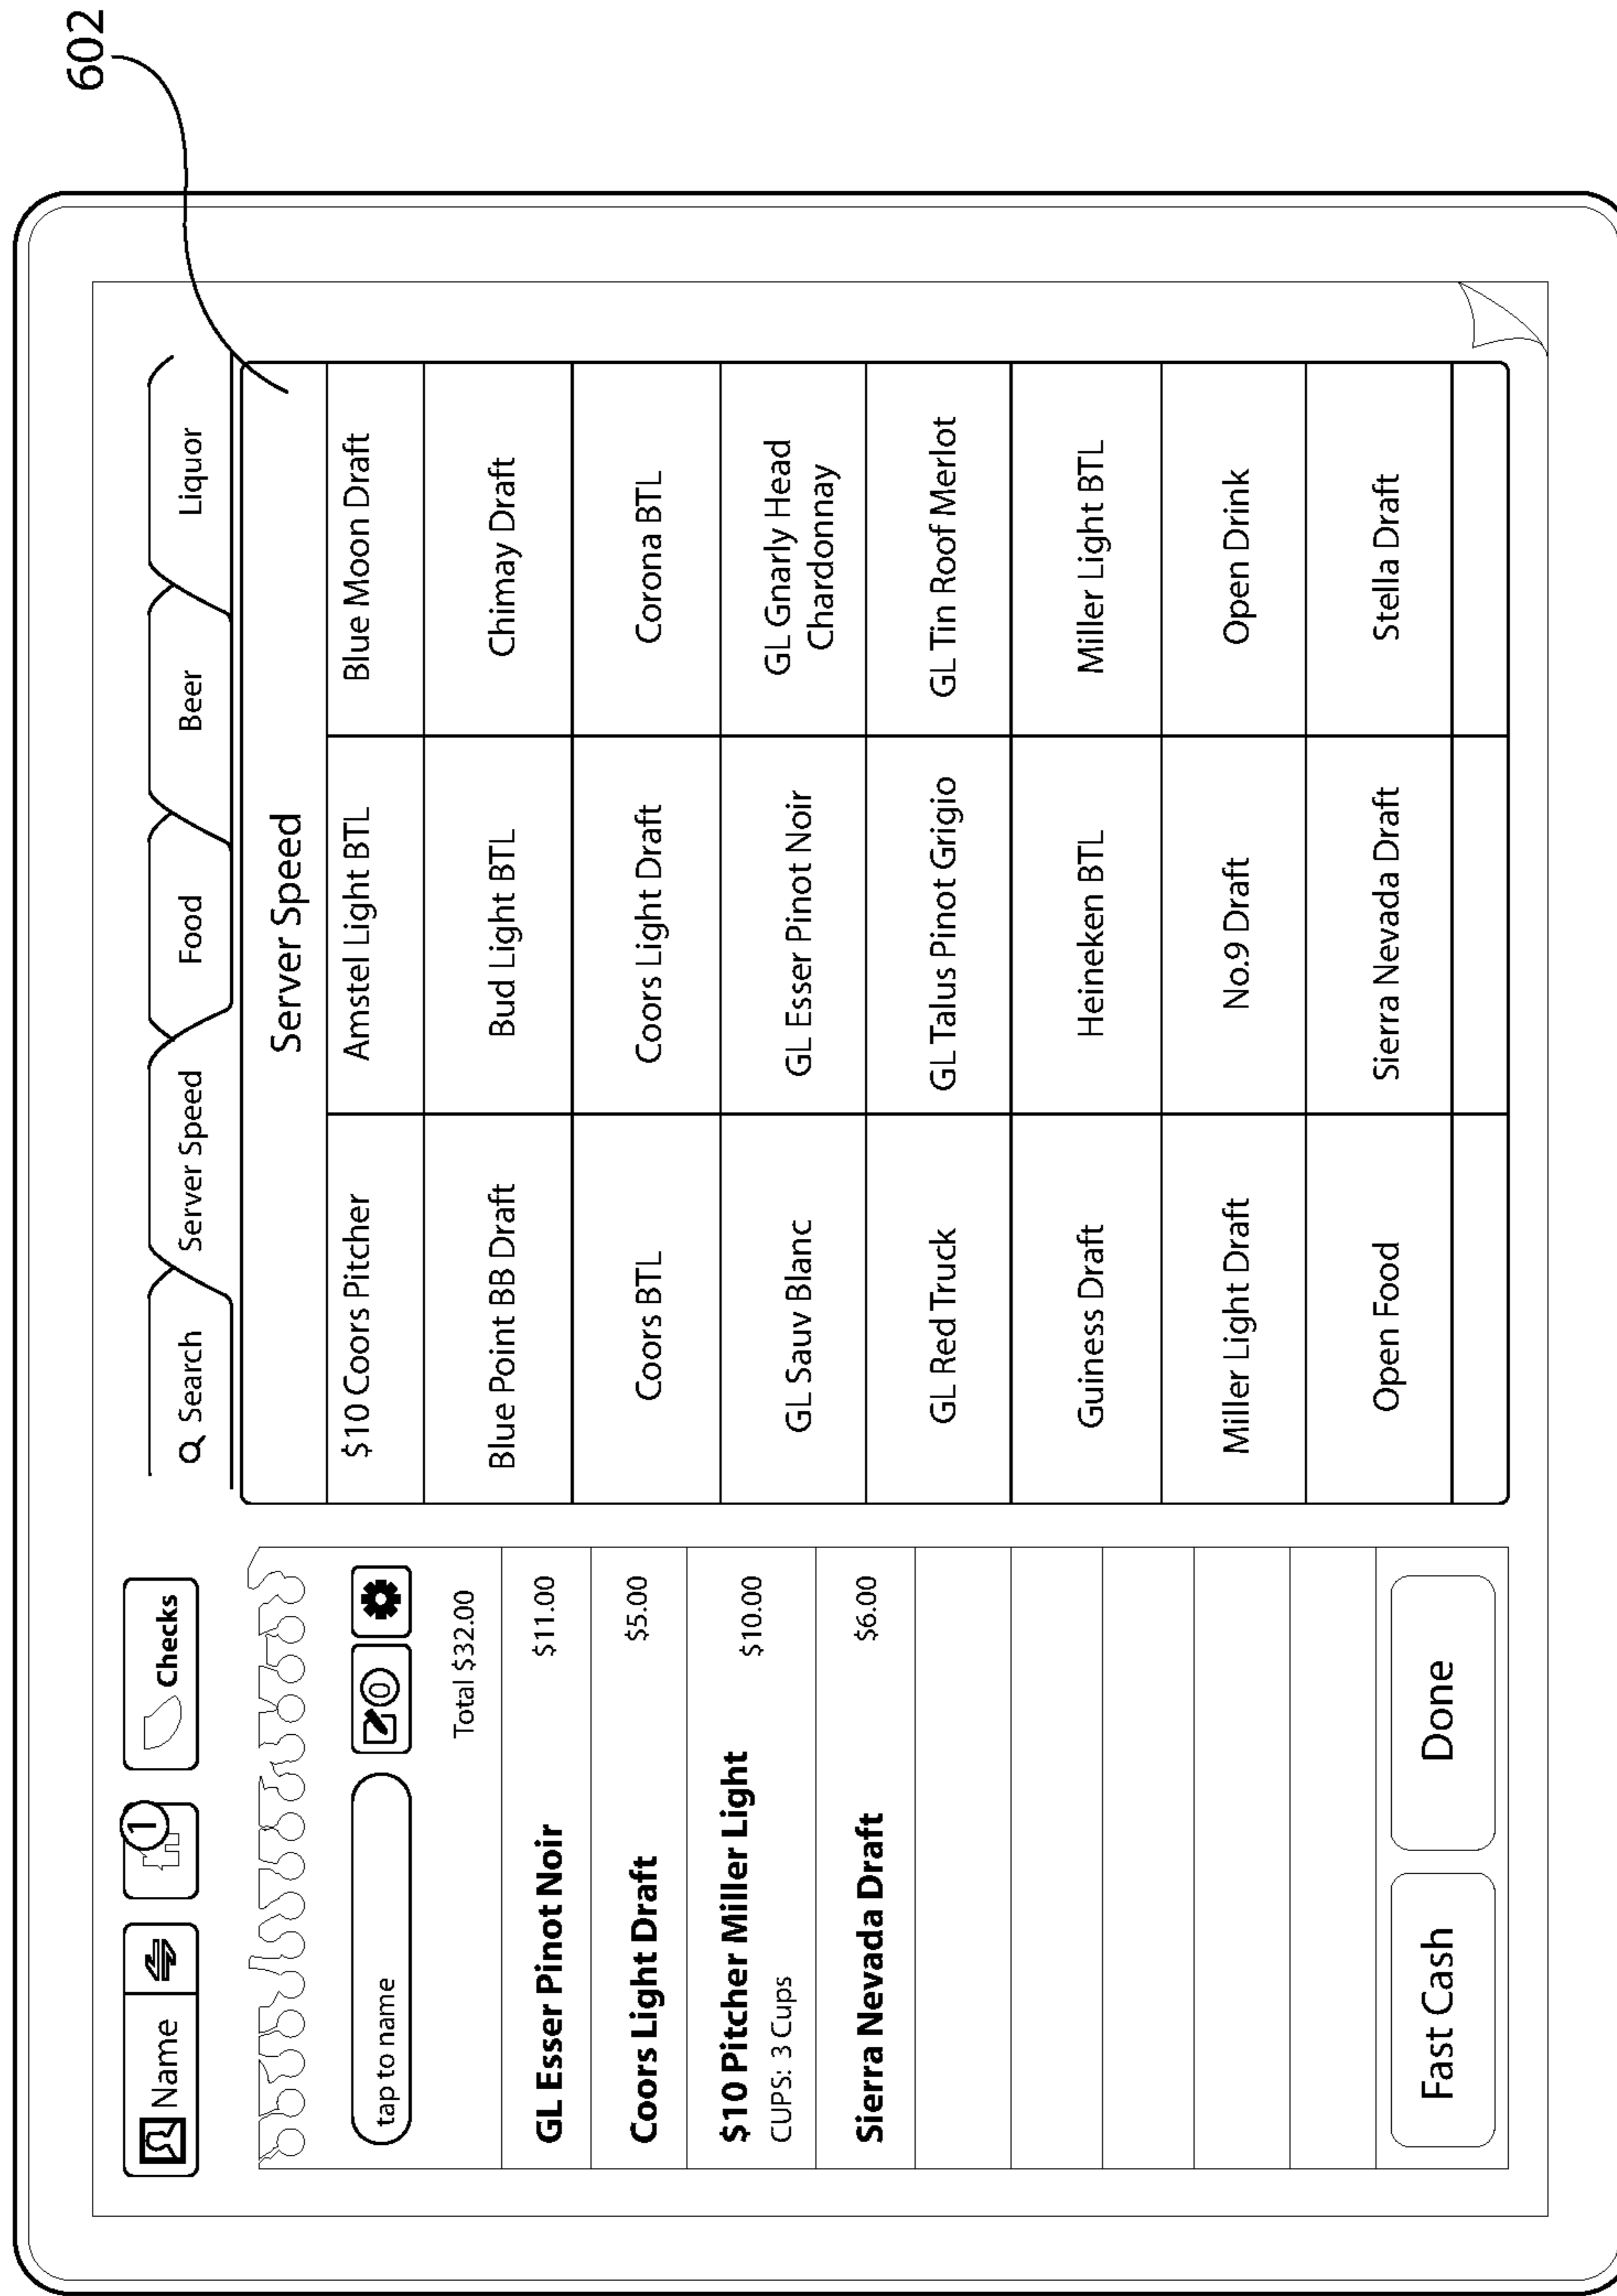 602
Name
1
Checks
Search
Server Speed
Food
Beer
Liquor
tap to name
0
Total $32.00
GL Esser Pinot Noir $11.00
Coors Light Draft $5.00
$10 Pitcher Miller Light $10.00
CUPS: 3 Cups
Sierra Nevada Draft $6.00
Fast Cash
Done
Server Speed
$10 Coors Pitcher
Amstel Light BTL
Blue Moon Draft
Blue Point BB Draft
Bud Light BTL
Chimay Draft
Coors BTL
Coors Light Draft
Corona BTL
GL Sauv Blanc
GL Esser Pinot Noir
GL Gnarly Head
Chardonnay
GL Red Truck
GL Talus Pinot Grigio
GL Tin Roof Merlot
Guiness Draft
Heineken BTL
Miller Light BTL
Miller Light Draft
No.9 Draft
Open Drink
Open Food
Sierra Nevada Draft
Stella Draft